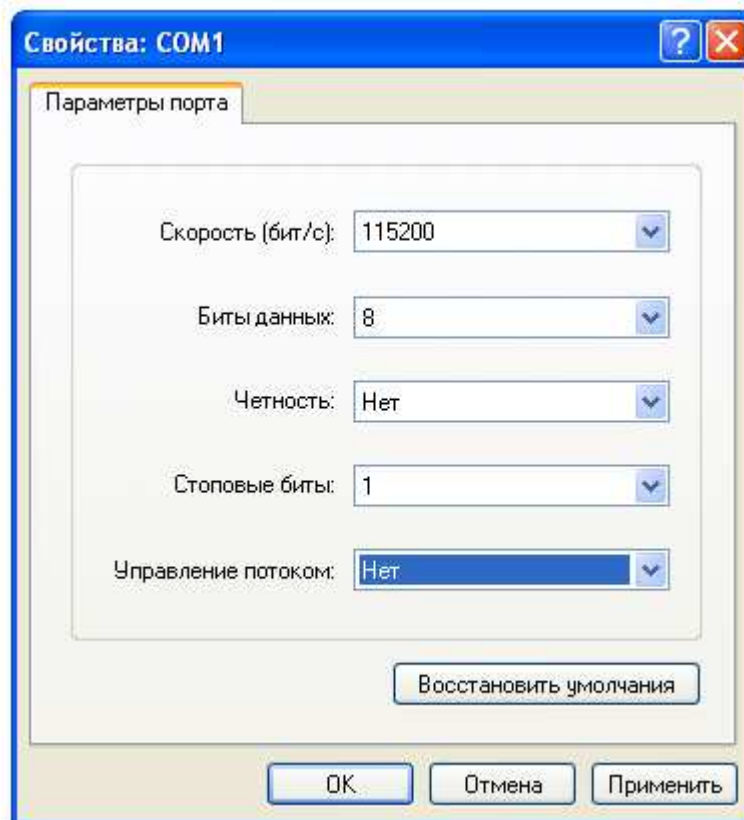 Свойства: COM1
Параметры порта
Скорость (бит/с): 115200
Биты данных: 8
Четность: Нет
Стоповые биты: 1
Управление потоком: Нет
Восстановить умолчания
OK Отмена Применить